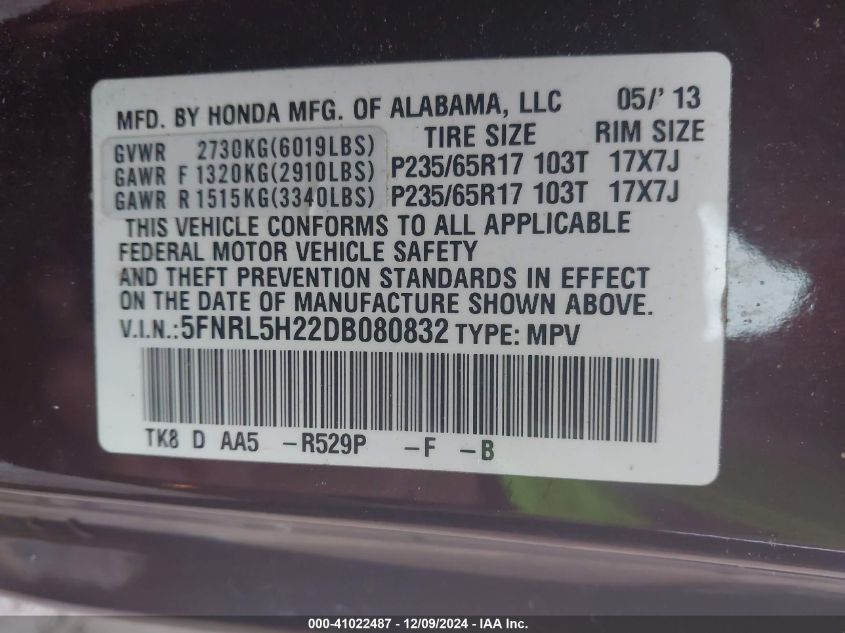 MFD. BY HONDA MFG. OF ALABAMA, LLC 05/' 13
TIRE SIZE RIM SIZE
GVWR 2730KG(6019LBS)
GAWR F 1320KG(2910LBS) P235/65R17 103T 17X7J
GAWR R 1515KG(3340LBS) P235/65R17 103T 17X7J
THIS VEHICLE CONFORMS TO ALL APPLICABLE
FEDERAL MOTOR VEHICLE SAFETY
AND THEFT PREVENTION STANDARDS IN EFFECT
ON THE DATE OF MANUFACTURE SHOWN ABOVE.
V.I.N.:5FNRL5H22DB080832 TYPE: MPV
TK8 D AA5 -R529P -F -B
000-41022487 - 12/09/2024 - IAA Inc.